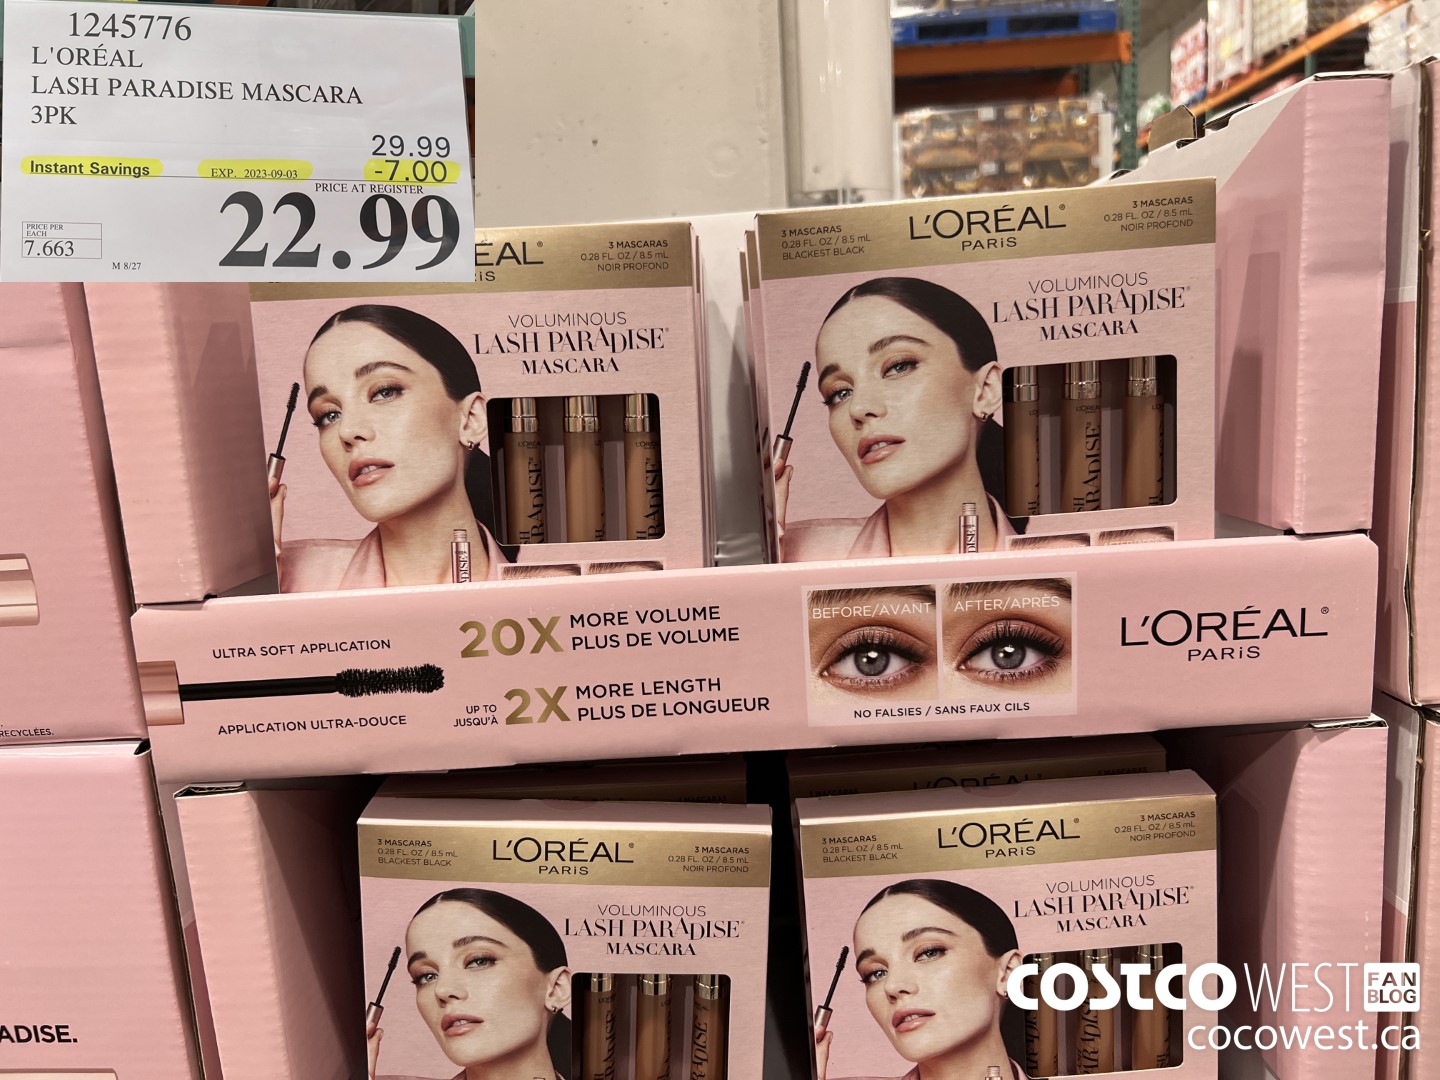 1245776
L'ORÉAL
LASH PARADISE MASCARA
3PK
29.99
Instant Savings EXP. 2023-09-03 -7.00
PRICE AT REGISTER
22.99
PRICE PER
EACH
7.663
M 8/27
ÉAL®
IS
3 MASCARAS
0.28 FL. OZ / 8.5 mL
NOIR PROFOND
VOLUMINOUS
LASH PARADISE®
MASCARA
3 MASCARAS
0.28 FL. OZ / 8.5 mL
BLACKEST BLACK
L'ORÉAL®
PARIS
3 MASCARAS
0.28 FL. OZ / 8.5 mL
NOIR PROFOND
VOLUMINOUS
LASH PARADISE®
MASCARA
ULTRA SOFT APPLICATION
APPLICATION ULTRA-DOUCE
20X MORE VOLUME
PLUS DE VOLUME
UP TO
JUSQU'À
2X MORE LENGTH
PLUS DE LONGUEUR
BEFORE/AVANT
AFTER/APRÈS
NO FALSIES / SANS FAUX CILS
L'ORÉAL®
PARIS
RECYCLÉES.
ADISE.
3 MASCARAS
0.28 FL. OZ / 8.5 mL
BLACKEST BLACK
L'ORÉAL®
PARIS
3 MASCARAS
0.28 FL. OZ / 8.5 mL
NOIR PROFOND
VOLUMINOUS
LASH PARADISE®
MASCARA
3 MASCARAS
0.28 FL. OZ / 8.5 mL
BLACKEST BLACK
L'ORÉAL®
PARIS
3 MASCARAS
0.28 FL. OZ / 8.5 mL
NOIR PROFOND
VOLUMINOUS
LASH PARADISE®
MASCARA
COSTCO WEST FAN BLOG
cocowest.ca